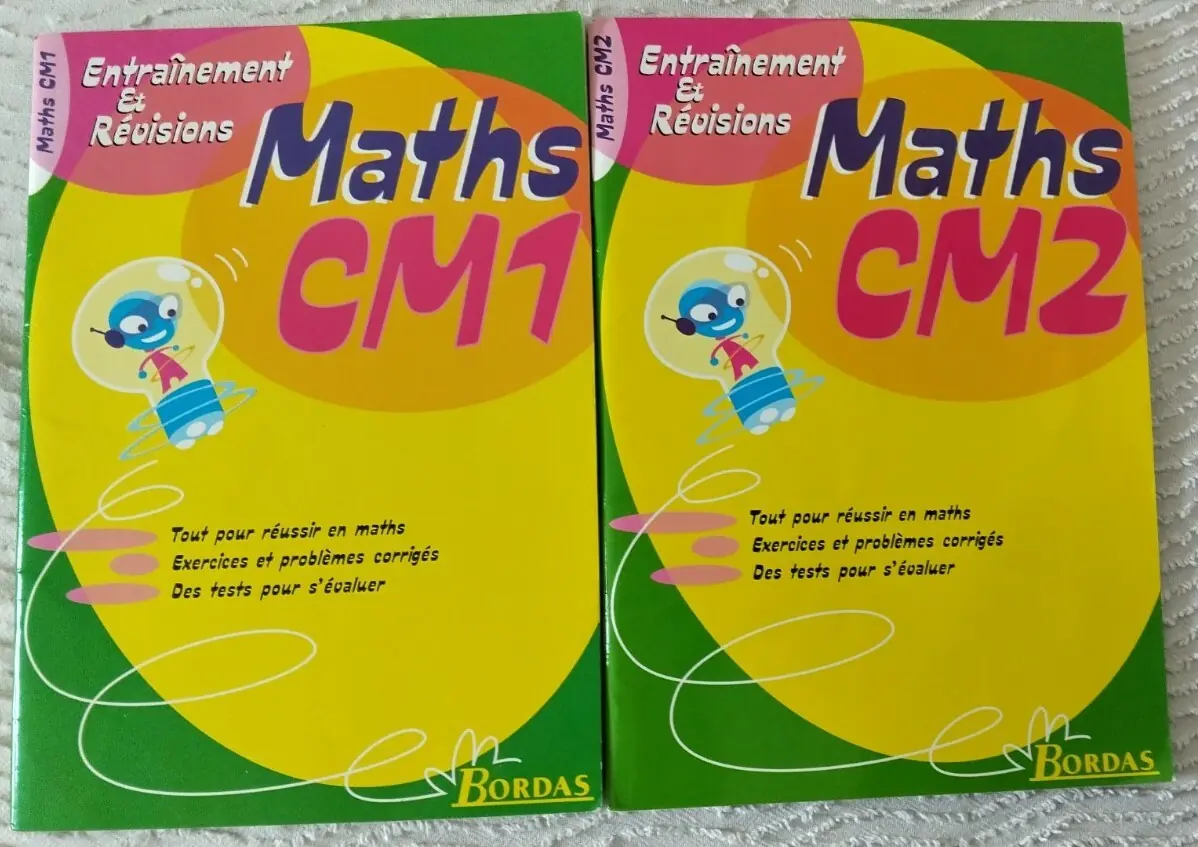 Maths CM1
Entraînement
&
Révisions
Maths
CM1
Tout pour réussir en maths
Exercices et problèmes corrigés
Des tests pour s'évaluer
BORDAS
Maths CM2
Entraînement
&
Révisions
Maths
CM2
Tout pour réussir en maths
Exercices et problèmes corrigés
Des tests pour s'évaluer
BORDAS